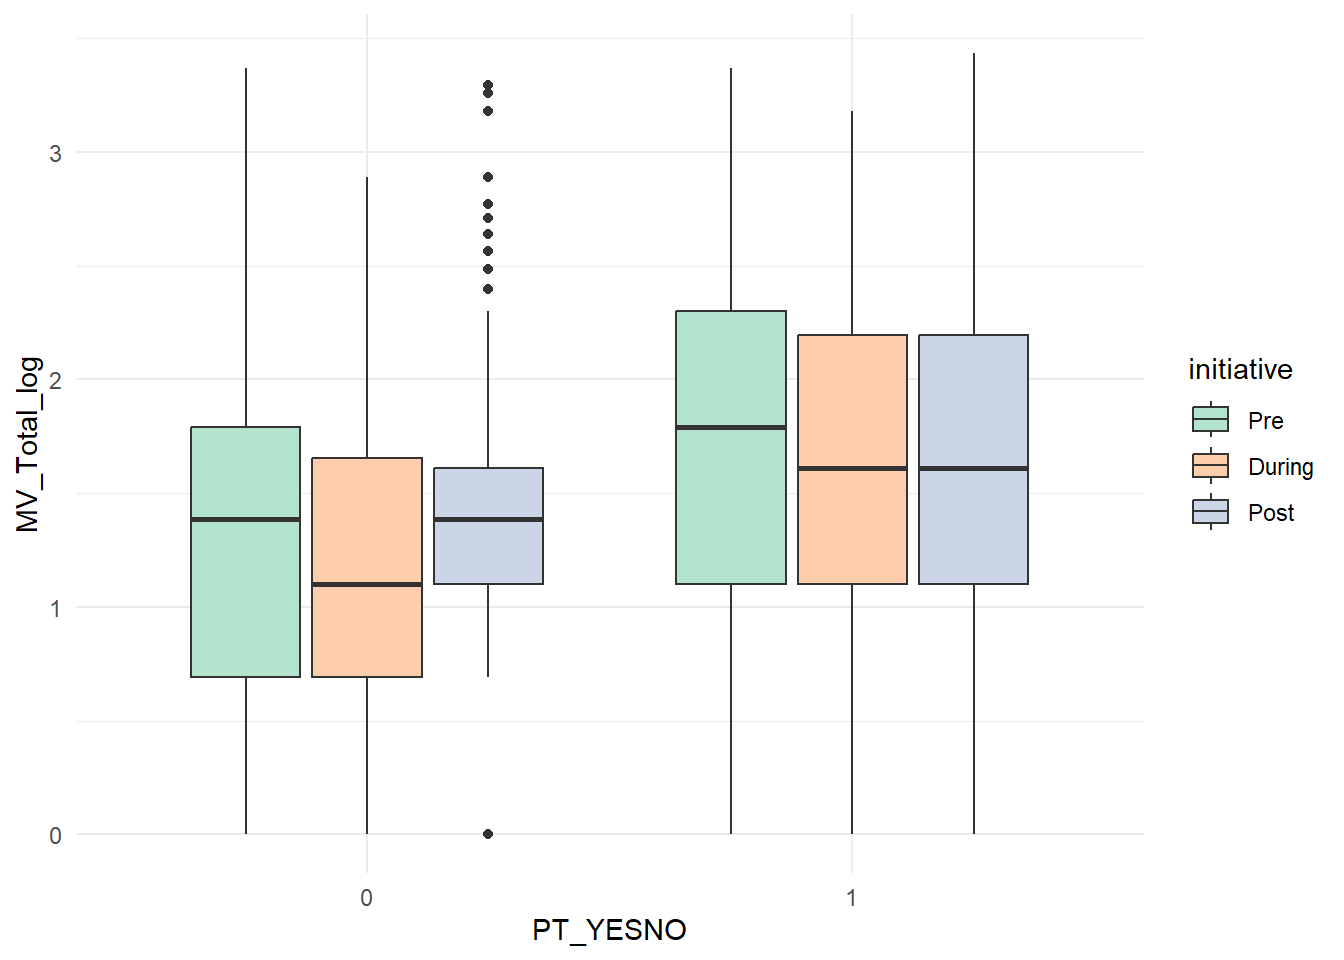 MV_Total_log
3
2
1
0
0
1
PT_YESNO
initiative
Pre
During
Post